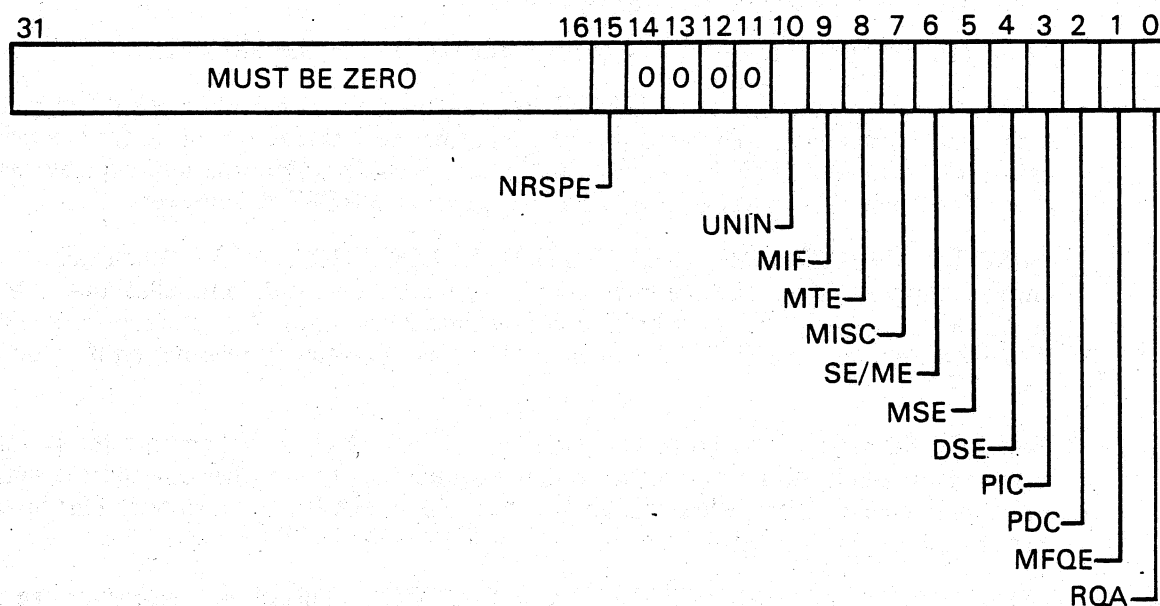 31 16 15 14 13 12 11 10 9 8 7 6 5 4 3 2 1 0
MUST BE ZERO 0 0 0 0
NRSPE
UNIN
MIF
MTE
MISC
SE/ME
MSE
DSE
PIC
PDC
MFQE
RQA